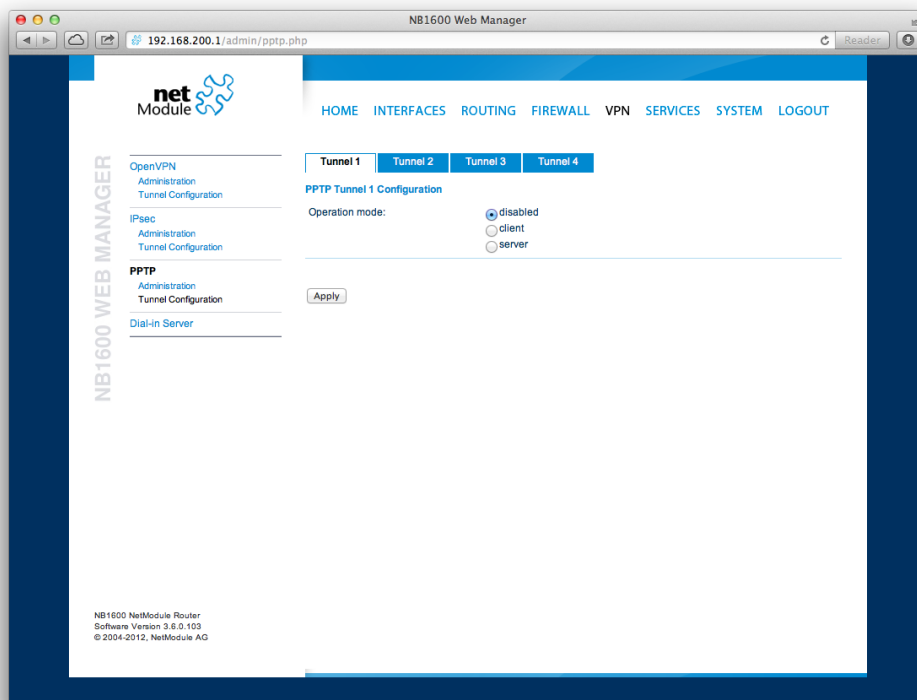 NB1600 Web Manager
192.168.200.1/admin/pptp.php
Reader
net
Module
HOME INTERFACES ROUTING FIREWALL VPN SERVICES SYSTEM LOGOUT
NB1600 WEB MANAGER
OpenVPN
Administration
Tunnel Configuration
IPsec
Administration
Tunnel Configuration
PPTP
Administration
Tunnel Configuration
Dial-in Server
Tunnel 1 Tunnel 2 Tunnel 3 Tunnel 4
PPTP Tunnel 1 Configuration
Operation mode: disabled
client
server
Apply
NB1600 NetModule Router
Software Version 3.6.0.103
© 2004-2012, NetModule AG